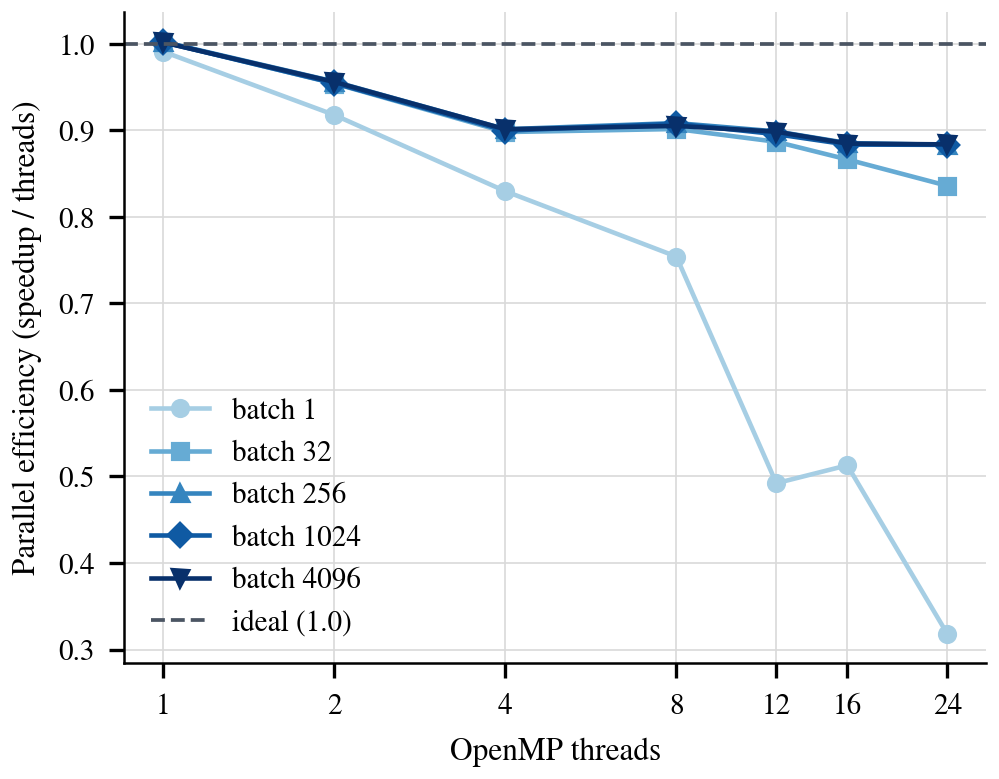 Parallel efficiency (speedup / threads)
1.0
0.9
0.8
0.7
0.6
0.5
0.4
0.3
batch 1
batch 32
batch 256
batch 1024
batch 4096
ideal (1.0)
1 2 4 8 12 16 24
OpenMP threads